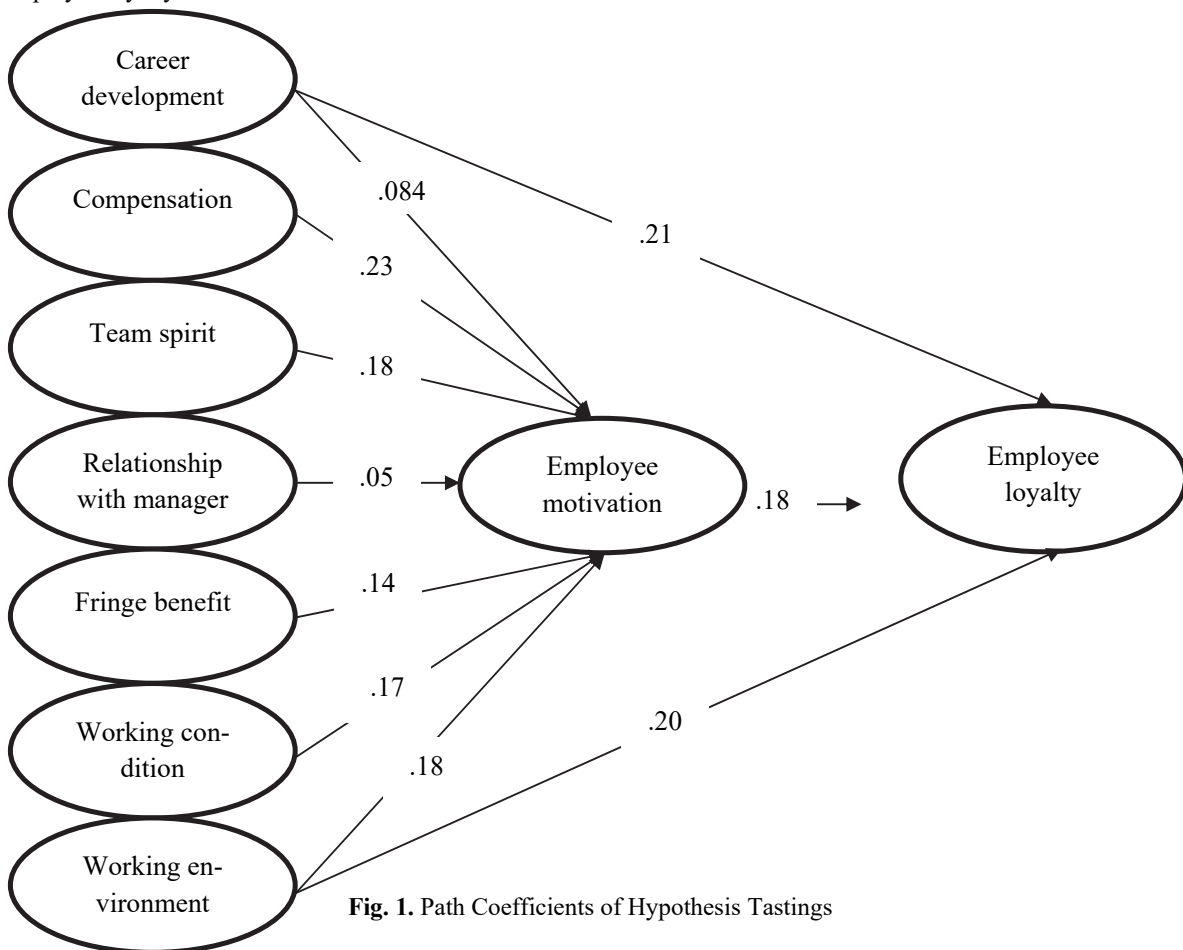 Career
development
.084
Compensation
.21
.23
Team spirit
.18
Relationship
with manager
.05
Employee
motivation
.18
Employee
loyalty
Fringe benefit
.14
.17
Working con-
dition
.20
.18
Working en-
vironment
Fig. 1. Path Coefficients of Hypothesis Tastings